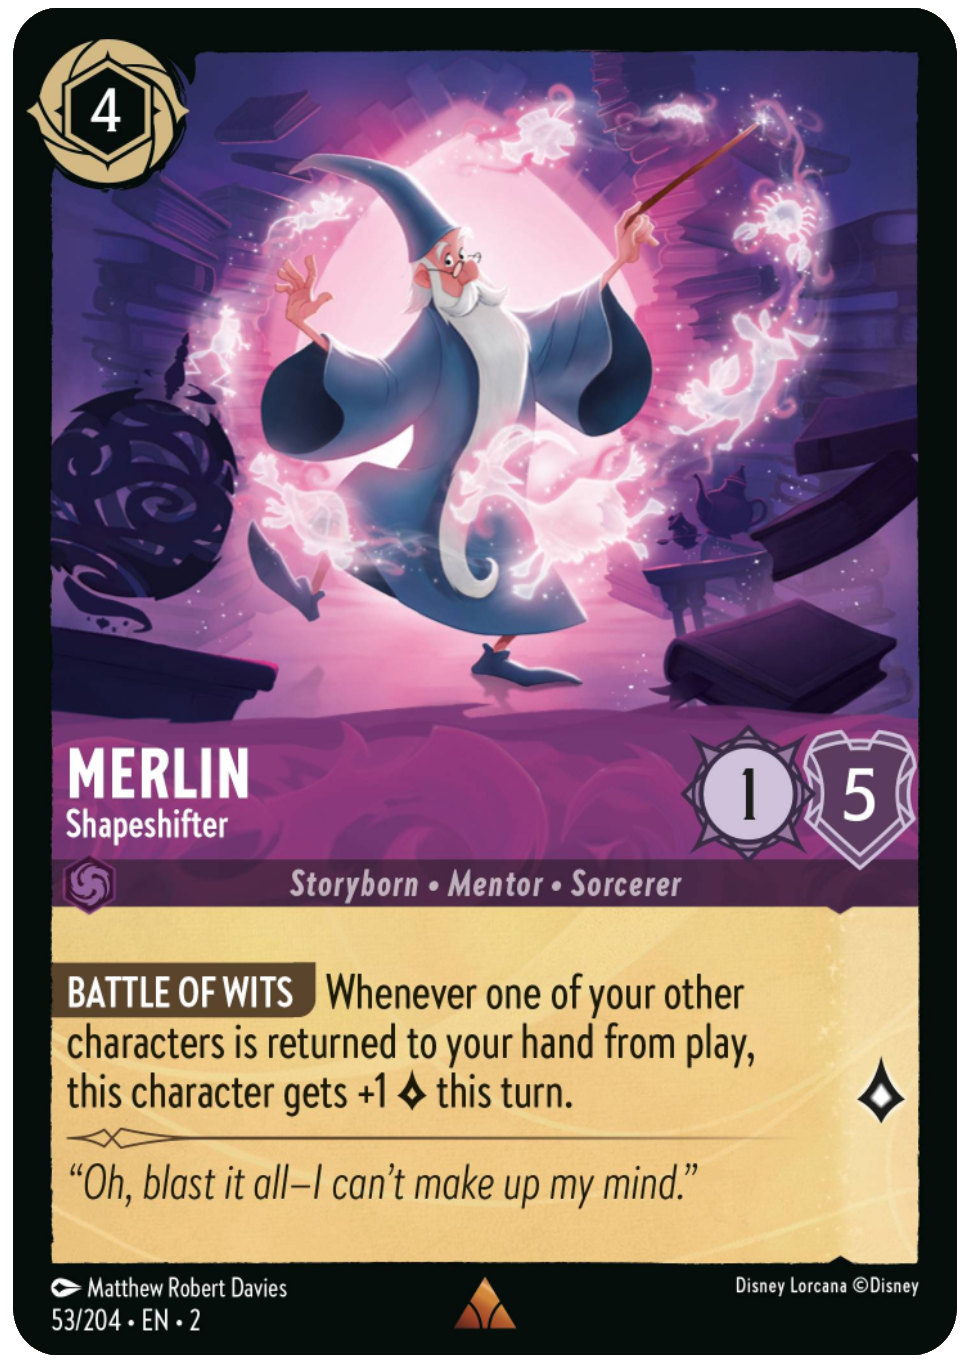 4
MERLIN
Shapeshifter
1
5
Storyborn • Mentor • Sorcerer
BATTLE OF WITS Whenever one of your other
characters is returned to your hand from play,
this character gets +1 this turn.
“Oh, blast it all–I can’t make up my mind.”
Matthew Robert Davies
53/204 • EN • 2
Disney Lorcana ©Disney